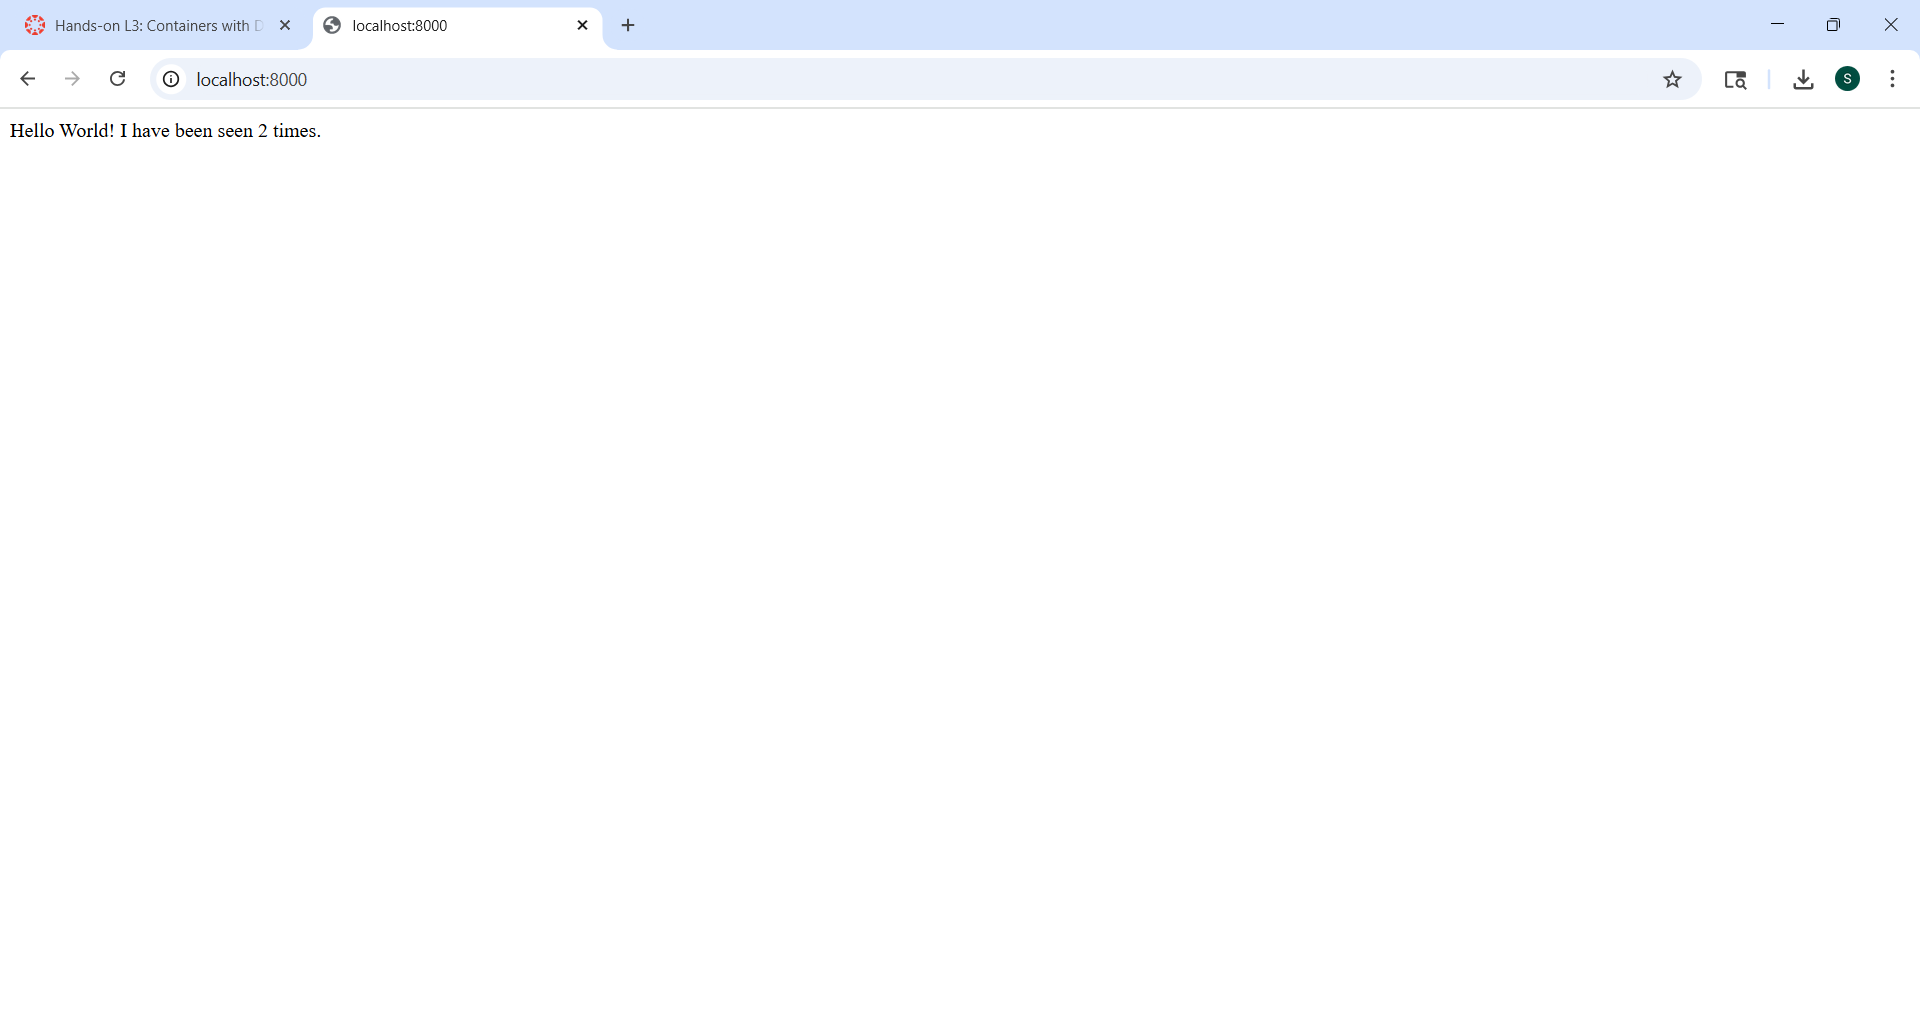 Hands-on L3: Containers with D
localhost:8000
localhost:8000
S
Hello World! I have been seen 2 times.